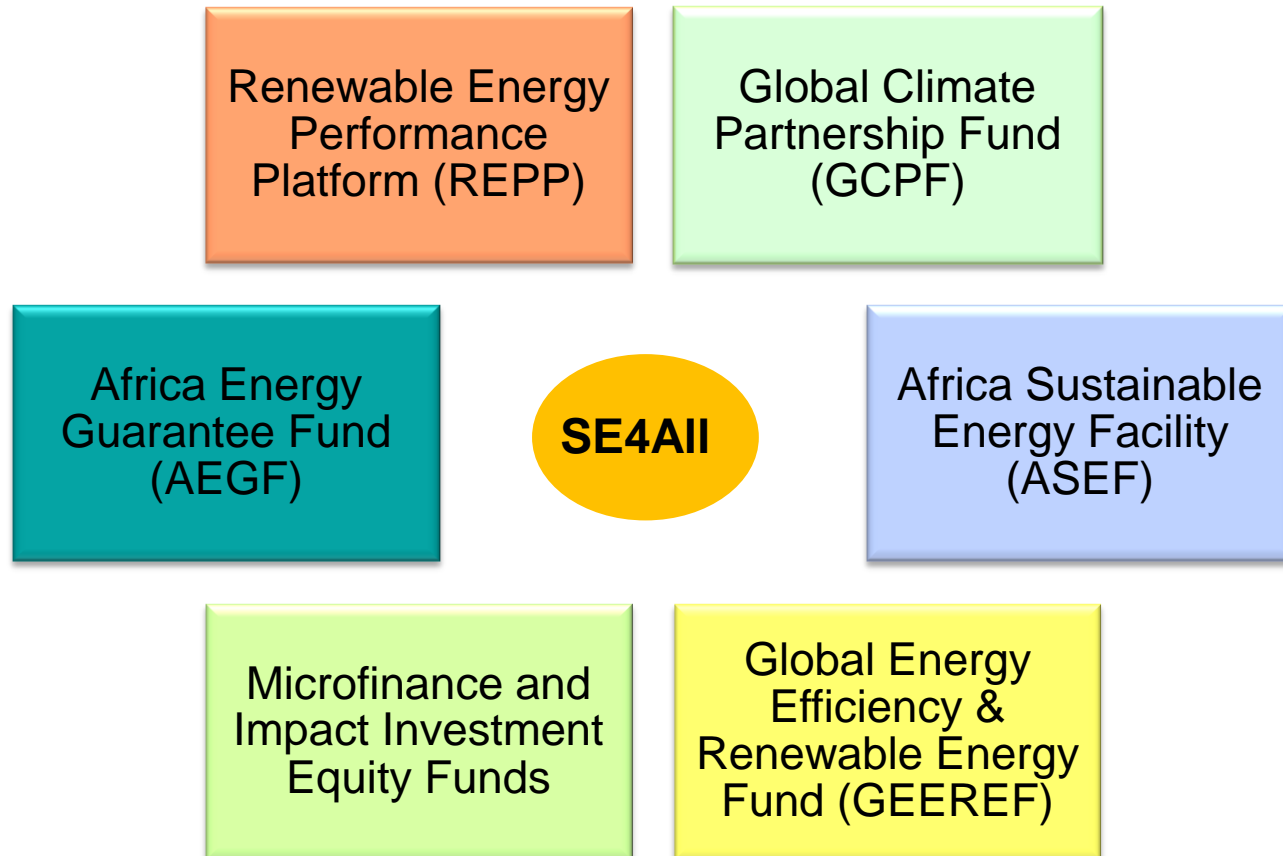 Renewable Energy
Performance
Platform (REPP)
Global Climate
Partnership Fund
(GCPF)
Africa Energy
Guarantee Fund
(AEGF)
SE4All
Africa Sustainable
Energy Facility
(ASEF)
Microfinance and
Impact Investment
Equity Funds
Global Energy
Efficiency &
Renewable Energy
Fund (GEEREF)